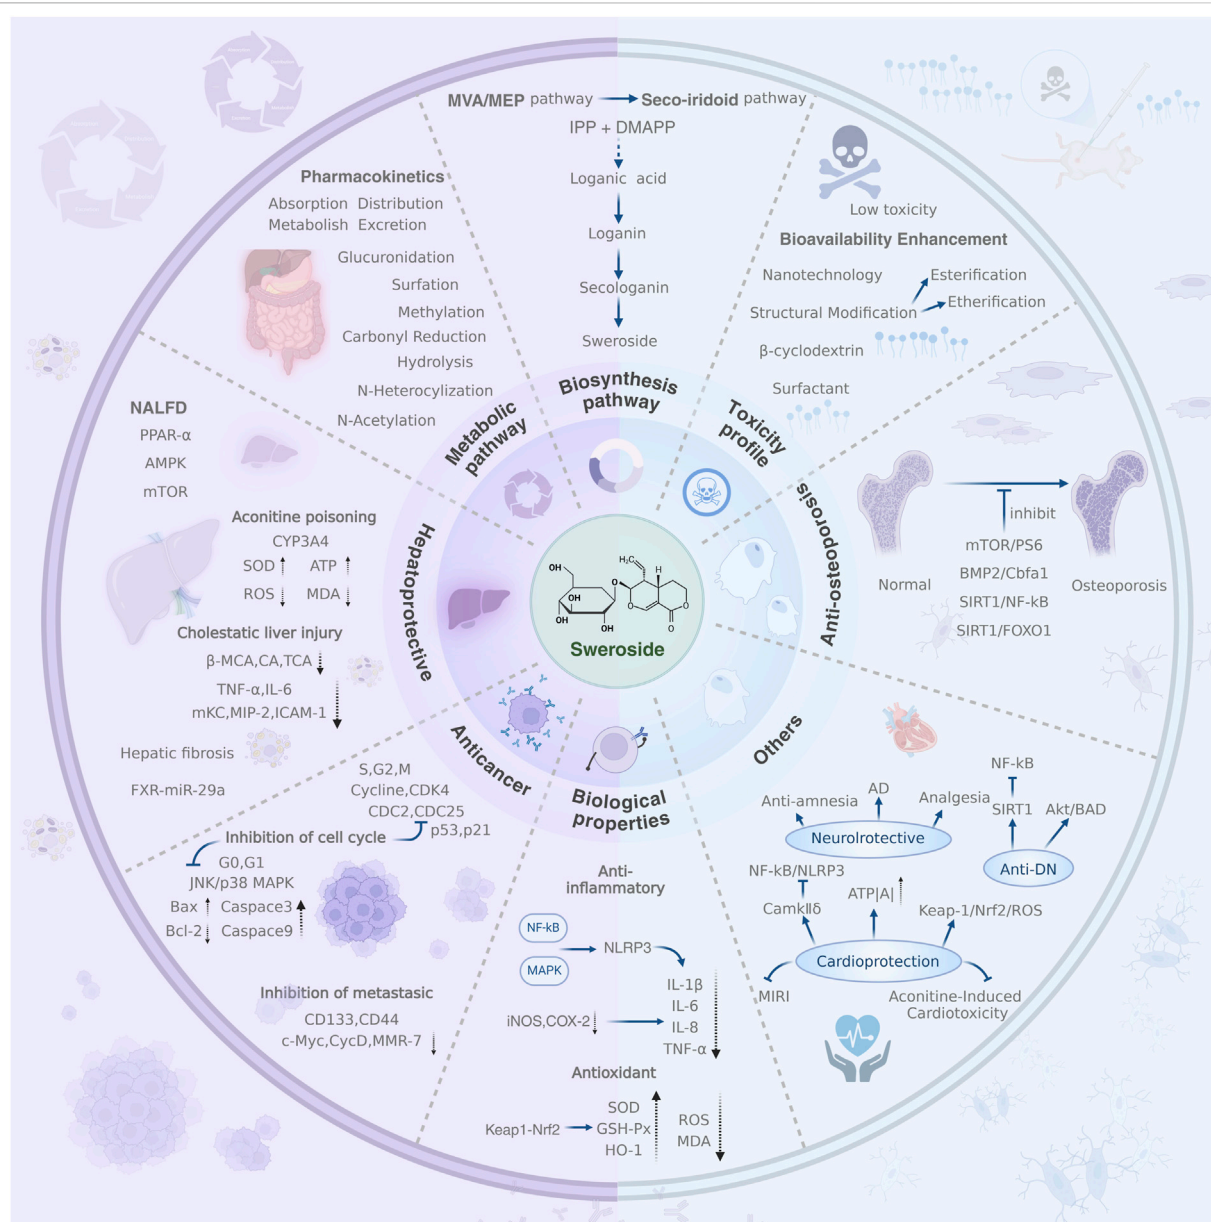 MVA/MEP pathway Seco-iridoid pathway
IPP + DMAPP
Loganic acid
Loganin
Secologanin
Sweroside
Biosynthesis
pathway
Pharmacokinetics
Absorption Distribution
Metabolish Excretion
Glucuronidation
Surfation
Methylation
Carbonyl Reduction
Hydrolysis
N-Heterocylization
N-Acetylation
Metabolic
pathway
Low toxicity
Bioavailability Enhancement
Nanotechnology
Esterification
Structural Modification
Etherification
β-cyclodextrin
Surfactant
Toxicity
profile
NALFD
PPAR-α
AMPK
mTOR
Aconitine poisoning
CYP3A4
SOD ATP
ROS MDA
Cholestatic liver injury
β-MCA,CA,TCA
TNF-α,IL-6
mKC,MIP-2,ICAM-1
Hepatic fibrosis
FXR-miR-29a
Hepatoprotective
H₂C
H
OH
O
OH
O
O
OH
OH
O
Sweroside
Anti-osteoporosis
inhibit
mTOR/PS6
BMP2/Cbfa1
SIRT1/NF-kB
SIRT1/FOXO1
Normal
Osteoporosis
S,G2,M
Cycline,CDK4
CDC2,CDC25
p53,p21
Inhibition of cell cycle
G0,G1
JNK/p38 MAPK
Bax Caspace3
Bcl-2 Caspace9
Inhibition of metastasic
CD133,CD44
c-Myc,CycD,MMR-7
Anticancer
Biological
properties
Anti-
inflammatory
NF-kB
MAPK
NLRP3
IL-1β
IL-6
IL-8
TNF-α
iNOS,COX-2
Antioxidant
Keap1-Nrf2
SOD
GSH-Px
HO-1
ROS
MDA
Others
NF-kB
SIRT1
Akt/BAD
Anti-DN
Anti-amnesia
AD
Analgesia
Neurolrotective
NF-kB/NLRP3
CamkⅡδ
ATP|A|
Keap-1/Nrf2/ROS
Cardioprotection
MIRI
Aconitine-Induced
Cardiotoxicity